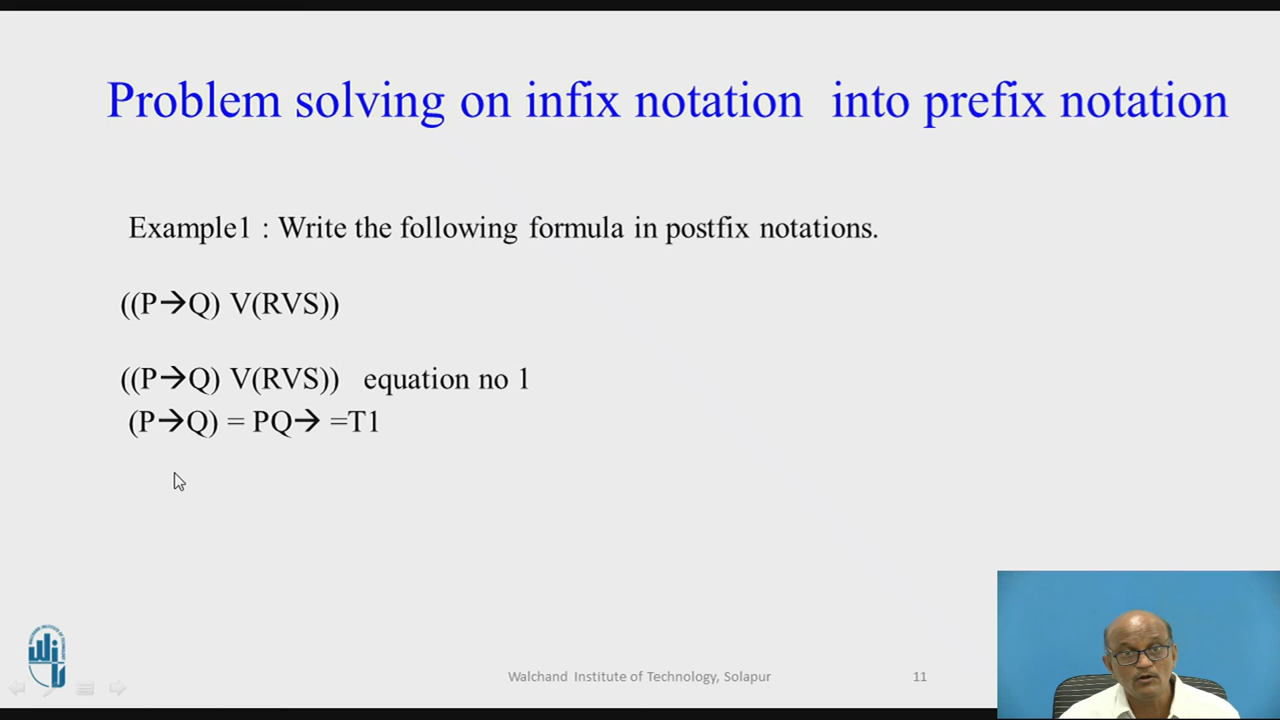 Problem solving on infix notation into prefix notation
Example1 : Write the following formula in postfix notations.
((P→Q) V(RVS))
((P→Q) V(RVS)) equation no 1
(P→Q) = PQ→ =T1
Walchand Institute of Technology, Solapur
11